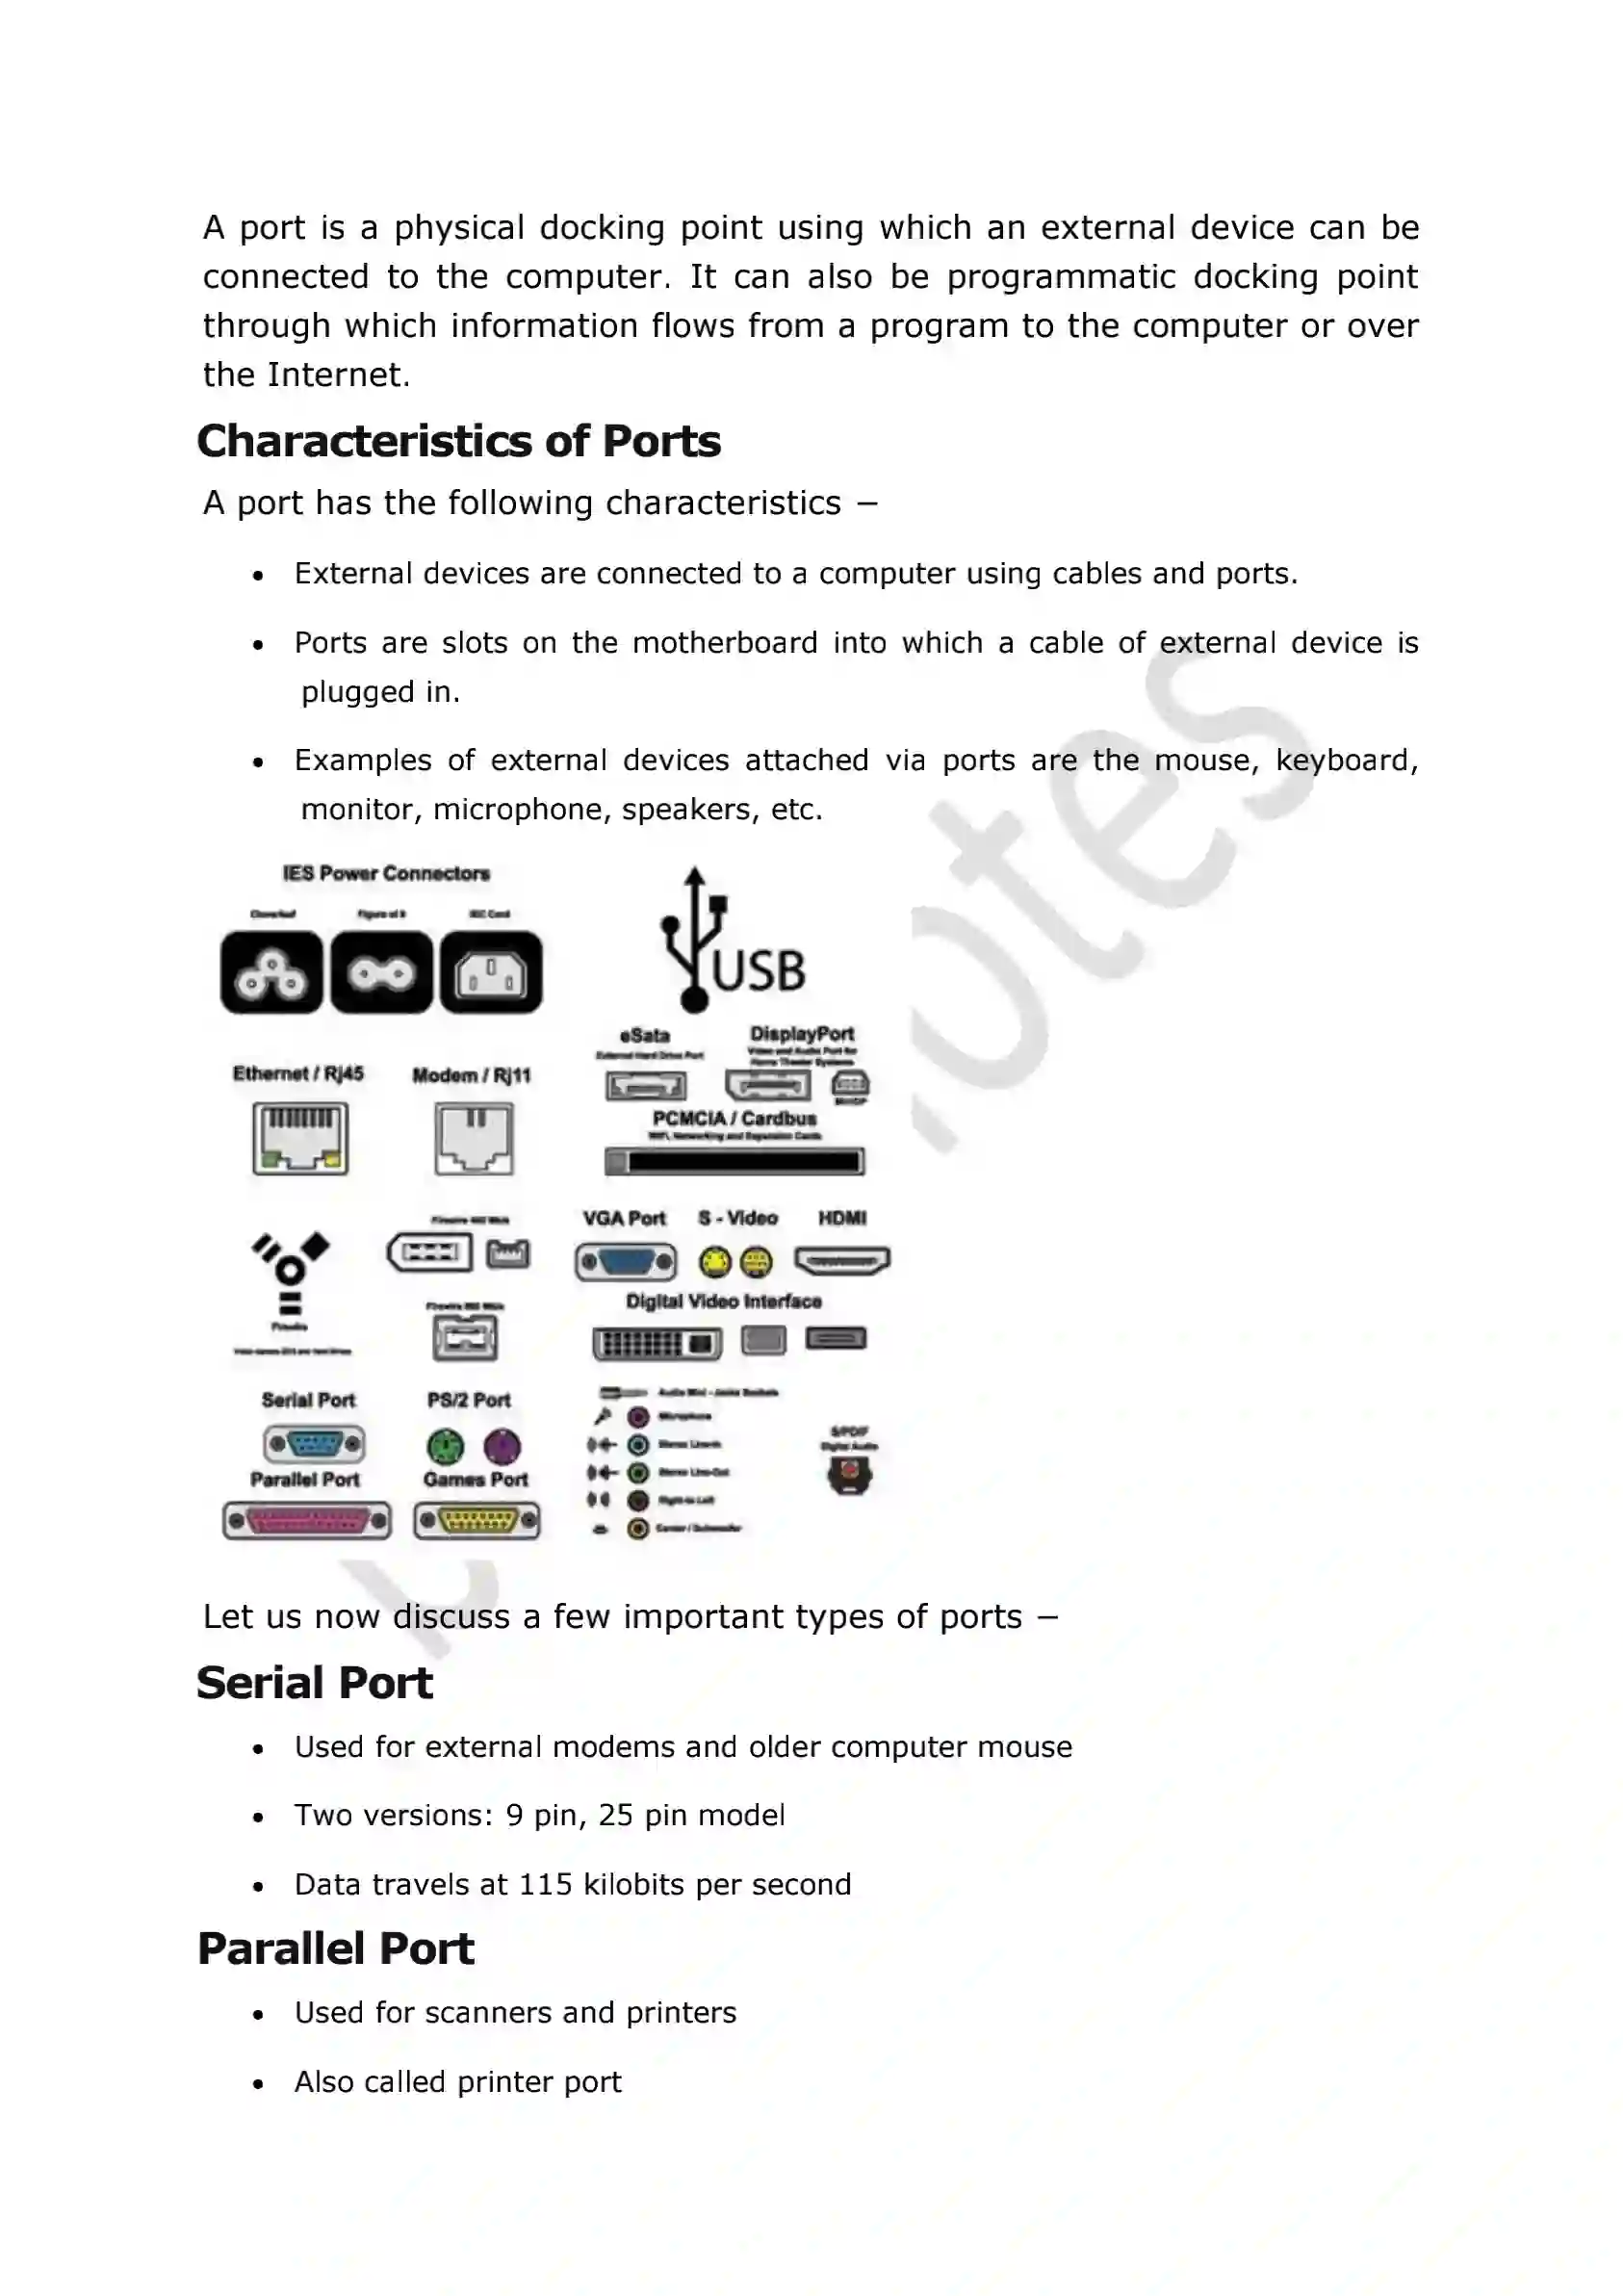 A port is a physical docking point using which an external device can be
connected to the computer. It can also be programmatic docking point
through which information flows from a program to the computer or over
the Internet.
Characteristics of Ports
A port has the following characteristics −
• External devices are connected to a computer using cables and ports.
• Ports are slots on the motherboard into which a cable of external device is
plugged in.
• Examples of external devices attached via ports are the mouse, keyboard,
monitor, microphone, speakers, etc.
IES Power Connectors
Figure of 8
IEC Cord
USB
eSata
DisplayPort
External Hard Drive Port
Video and Audio Port for
Home Theater Systems
Ethernet / Rj45
Modem / Rj11
MiniDP
PCMCIA / Cardbus
WiFi, Networking and Expansion Cards
VGA Port
S - Video
HDMI
Digital Video Interface
Firewire
Serial Port
PS/2 Port
Audio Mini - Jacks Sockets
Microphone
Stereo Line-In
Stereo Line-Out
Right-to Left
Center / Subwoofer
S/PDIF
Digital Audio
Parallel Port
Games Port
otes
Let us now discuss a few important types of ports −
Serial Port
• Used for external modems and older computer mouse
• Two versions: 9 pin, 25 pin model
• Data travels at 115 kilobits per second
Parallel Port
• Used for scanners and printers
• Also called printer port